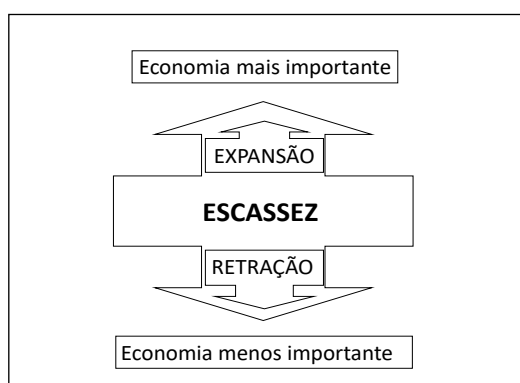 Economia mais importante
EXPANSÃO
ESCASSEZ
RETRAÇÃO
Economia menos importante